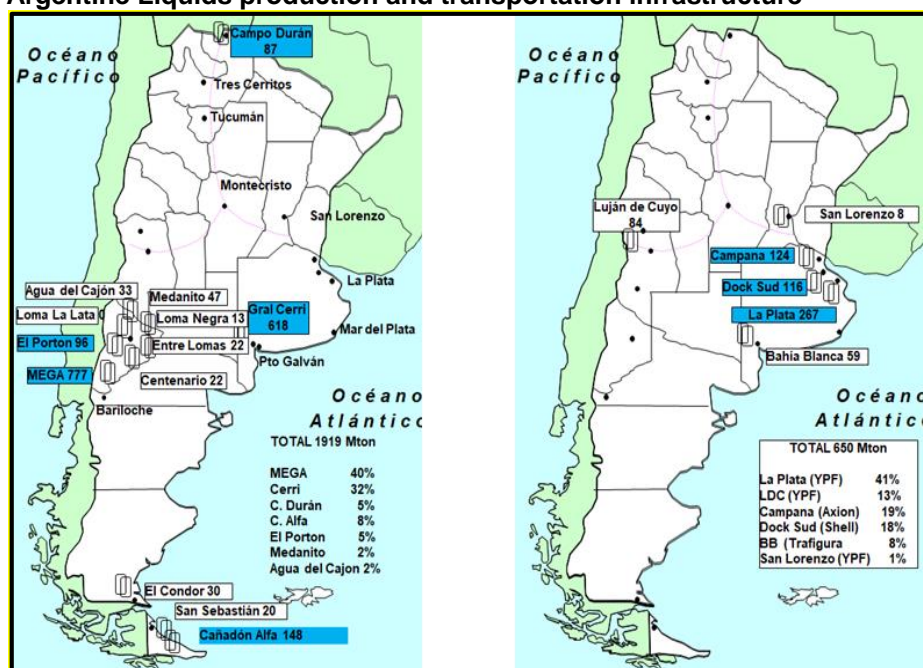 Argentine Liquids production and transportation infrastructure
Océano
Pacífico
Campo Durán
87
Tres Cerritos
Tucumán
Montecristo
San Lorenzo
La Plata
Agua del Cajón 33
Medanito 47
Loma La Lata 0
Loma Negra 13
Gral Cerri
618
El Porton 96
Entre Lomas 22
Mar del Plata
Pto Galván
MEGA 777
Centenario 22
Bariloche
Océano
Atlántico
TOTAL 1919 Mton
MEGA 40%
Cerri 32%
C. Durán 5%
C. Alfa 8%
El Porton 5%
Medanito 2%
Agua del Cajon 2%
El Condor 30
San Sebastián 20
Cañadón Alfa 148
Océano
Pacífico
Luján de Cuyo
84
San Lorenzo 8
Campana 124
Dock Sud 116
La Plata 267
Bahía Blanca 59
Océano
Atlántico
TOTAL 650 Mton
La Plata (YPF) 41%
LDC (YPF) 13%
Campana (Axion) 19%
Dock Sud (Shell) 18%
BB (Trafigura 8%
San Lorenzo (YPF) 1%